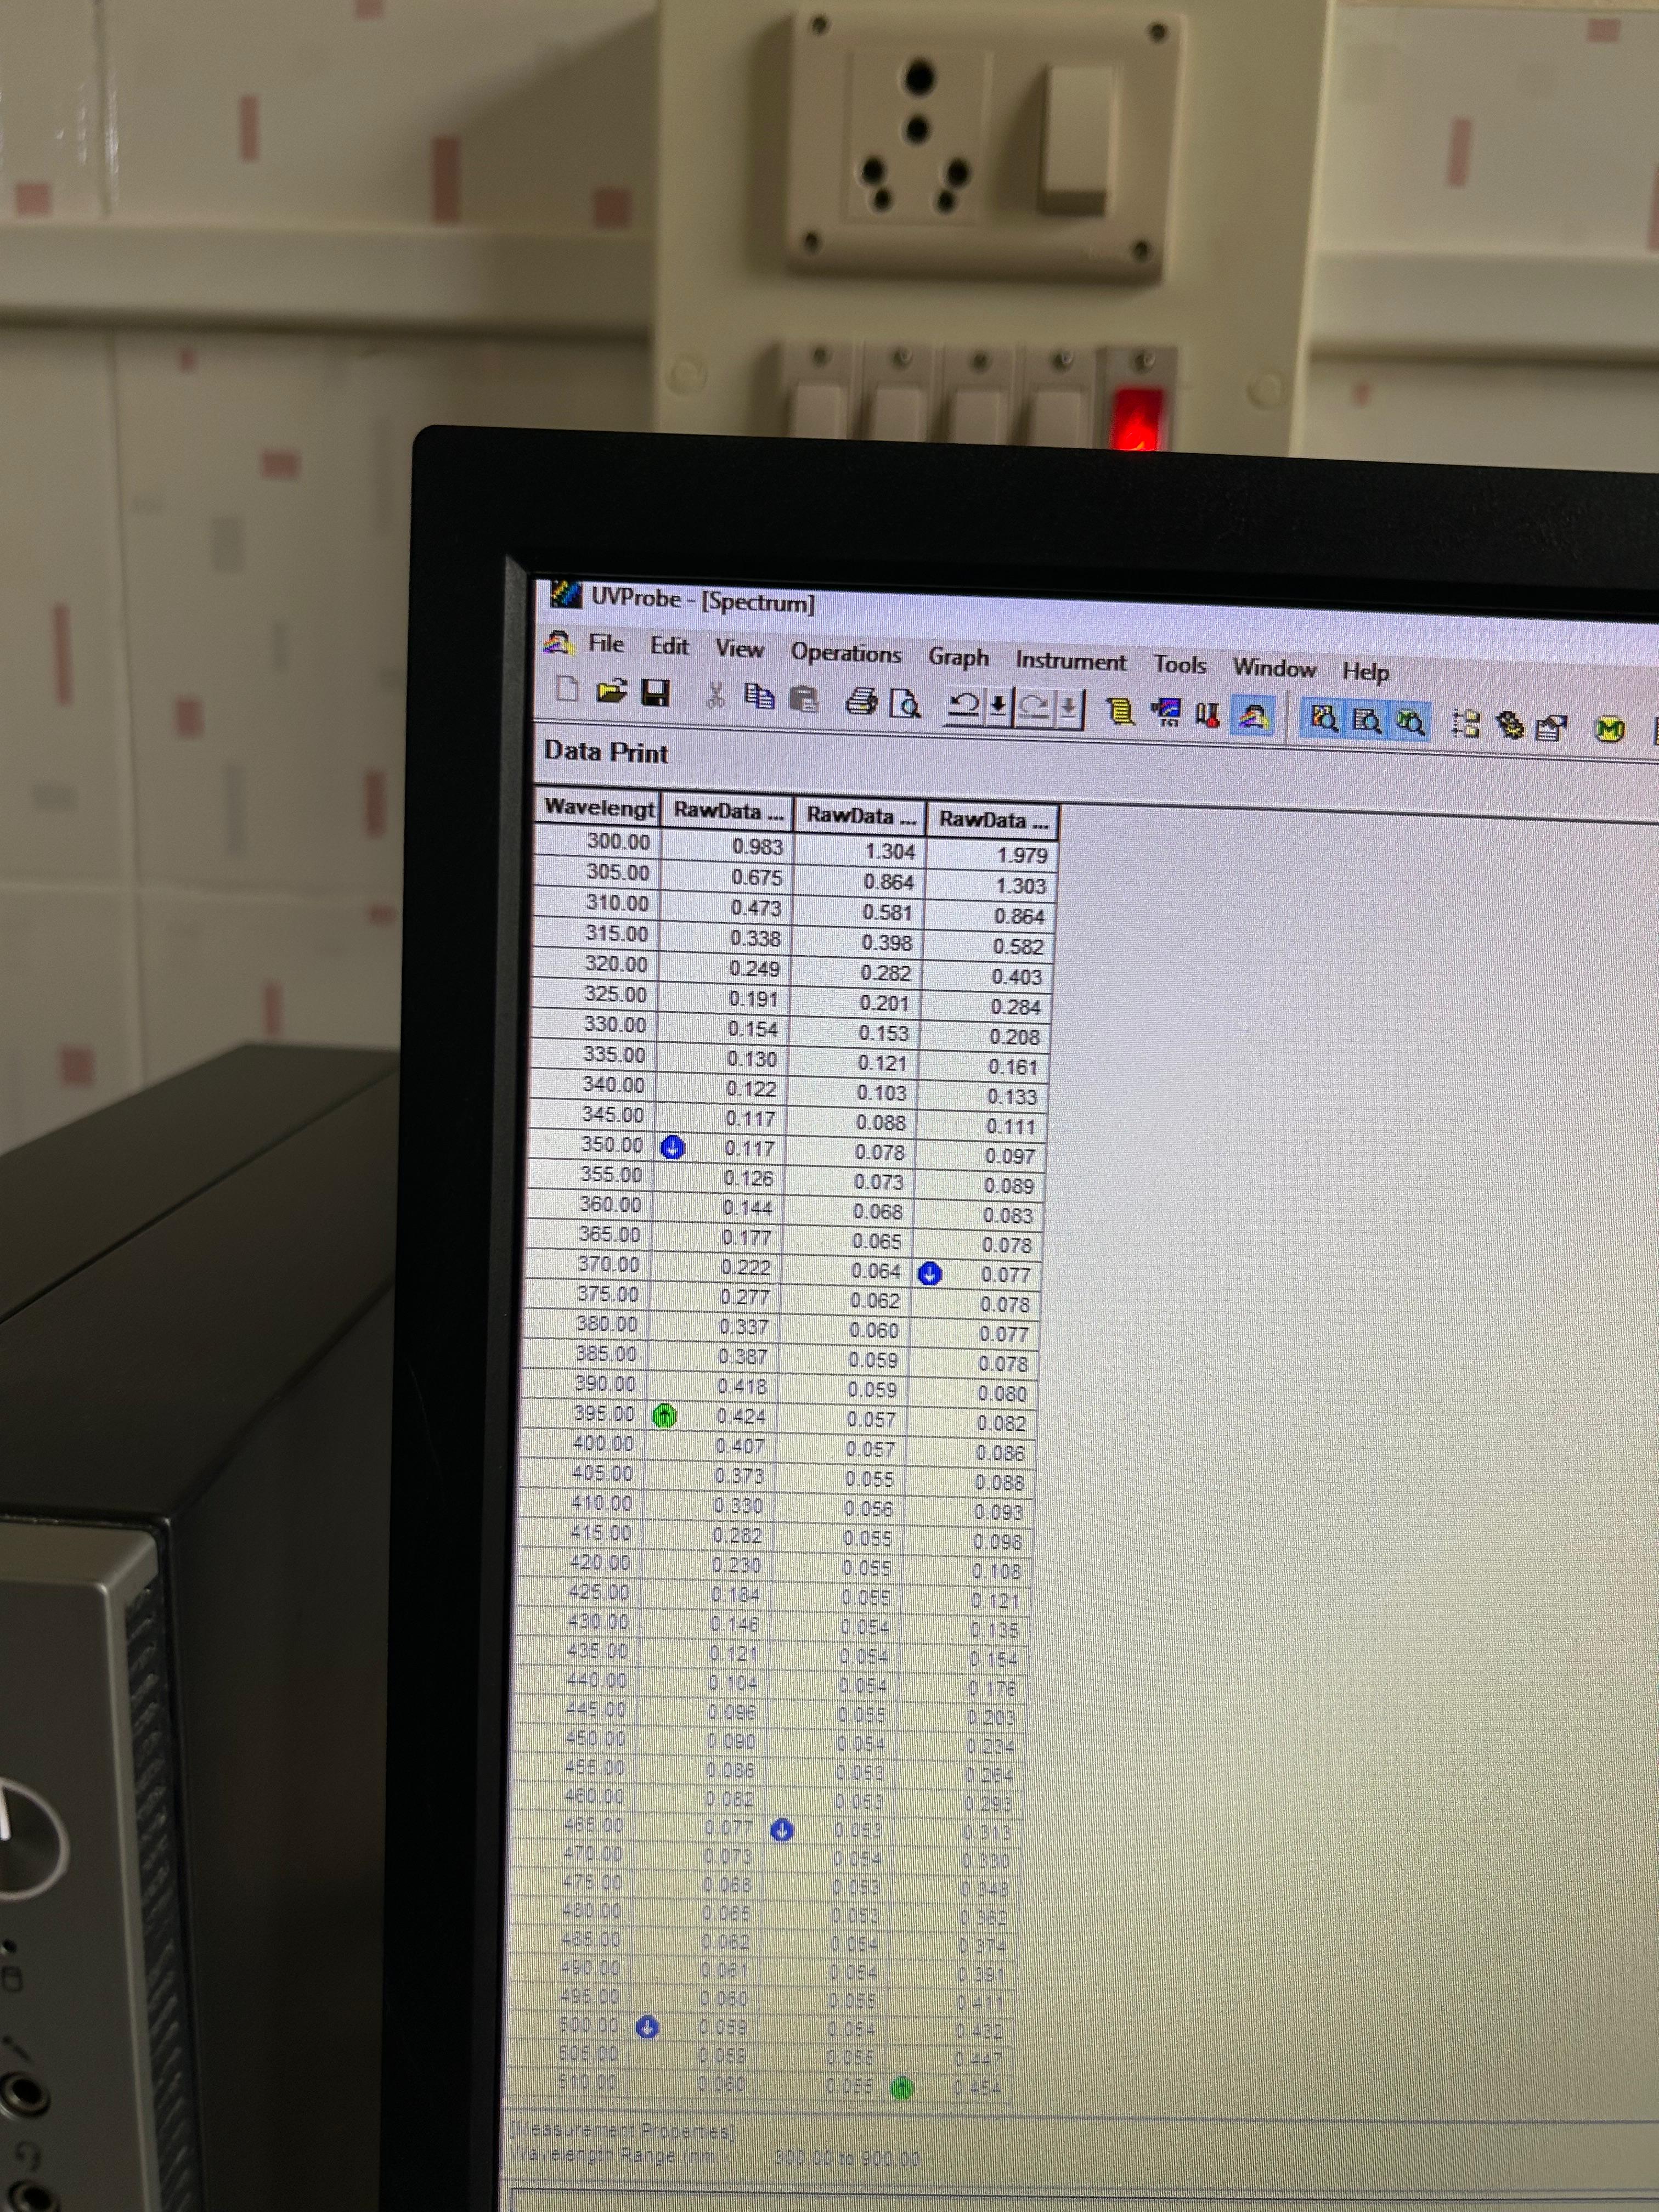 UVProbe - [Spectrum]
File Edit View Operations Graph Instrument Tools Window Help
Data Print
Wavelengt RawData ... RawData ... RawData ...
300.00 0.983 1.304 1.979
305.00 0.675 0.864 1.303
310.00 0.473 0.581 0.864
315.00 0.338 0.398 0.582
320.00 0.249 0.282 0.403
325.00 0.191 0.201 0.284
330.00 0.154 0.153 0.208
335.00 0.130 0.121 0.161
340.00 0.122 0.103 0.133
345.00 0.117 0.088 0.111
350.00 0.117 0.078 0.097
355.00 0.126 0.073 0.089
360.00 0.144 0.068 0.083
365.00 0.177 0.065 0.078
370.00 0.222 0.064 0.077
375.00 0.277 0.062 0.078
380.00 0.337 0.060 0.077
385.00 0.387 0.059 0.078
390.00 0.418 0.059 0.080
395.00 0.424 0.057 0.082
400.00 0.407 0.057 0.086
405.00 0.373 0.055 0.088
410.00 0.330 0.056 0.093
415.00 0.282 0.055 0.098
420.00 0.230 0.055 0.108
425.00 0.184 0.055 0.121
430.00 0.146 0.054 0.135
435.00 0.121 0.054 0.154
440.00 0.104 0.054 0.176
445.00 0.096 0.055 0.203
450.00 0.090 0.054 0.234
455.00 0.086 0.053 0.264
460.00 0.082 0.053 0.293
465.00 0.077 0.053 0.313
470.00 0.073 0.054 0.330
475.00 0.068 0.053 0.348
480.00 0.065 0.053 0.362
485.00 0.062 0.054 0.374
490.00 0.061 0.054 0.391
495.00 0.060 0.055 0.411
500.00 0.059 0.054 0.432
505.00 0.059 0.055 0.447
510.00 0.060 0.055 0.454
[Measurement Properties]
Wavelength Range (nm 300.00 to 900.00